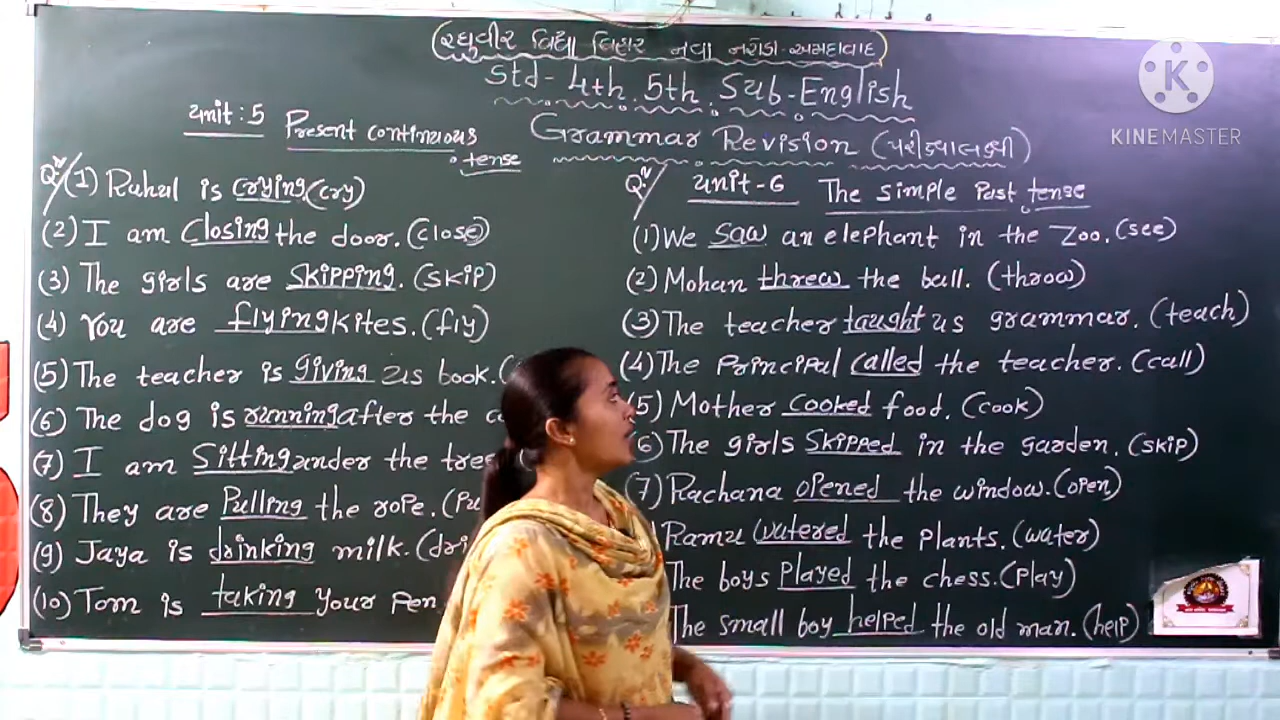 રઘુવીર વિદ્યા વિહાર નવા નરોડા-અમદાવાદ
Std- 4th, 5th, Sub-English
Grammar Revision (પરીક્ષાલક્ષી)
KINEMASTER
unit: 5 Present continuous tense
(1) Rahul is crying.(cry)
(2) I am Closing the door. (close)
(3) The girls are Skipping. (skip)
(4) You are flying kites. (fly)
(5) The teacher is giving us book.
(6) The dog is running after the
(7) I am Sitting under the tree
(8) They are Pulling the rope. (Pu
(9) Jaya is drinking milk. (dri
(10) Tom is taking your Pen
unit-6 The simple Past tense
(1) We saw an elephant in the Zoo. (see)
(2) Mohan threw the ball. (throw)
(3) The teacher taught us grammar. (teach)
(4) The Principal called the teacher. (call)
(5) Mother cooked food. (cook)
(6) The girls Skipped in the garden. (skip)
(7) Rachana opened the window. (open)
Ramu watered the Plants. (water)
The boys Played the chess. (Play)
The small boy helped the old man. (help)